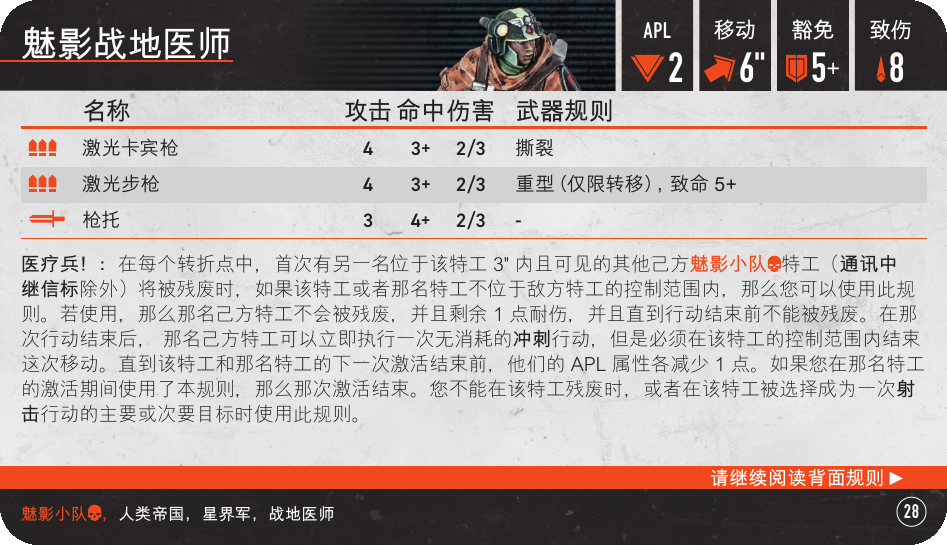 魅影战地医师
APL 移动 豁免 致伤
2 6" 5+ 8
名称 攻击 命中 伤害 武器规则
激光卡宾枪 4 3+ 2/3 撕裂
激光步枪 4 3+ 2/3 重型（仅限转移），致命 5+
枪托 3 4+ 2/3 -
医疗兵！：在每个转折点中，首次有另一名位于该特工 3" 内且可见的其他己方魅影小队特工（通讯中
继信标除外）将被残废时，如果该特工或者那名特工不位于敌方特工的控制范围内，那么您可以使用此规
则。若使用，那么那名己方特工不会被残废，并且剩余 1 点耐伤，并且直到行动结束前不能被残废。在那
次行动结束后， 那名己方特工可以立即执行一次无消耗的冲刺行动，但是必须在该特工的控制范围内结束
这次移动。直到该特工和那名特工的下一次激活结束前，他们的 APL 属性各减少 1 点。如果您在那名特工
的激活期间使用了本规则，那么那次激活结束。您不能在该特工残废时，或者在该特工被选择成为一次射
击行动的主要或次要目标时使用此规则。
请继续阅读背面规则 ▶
魅影小队，人类帝国，星界军，战地医师
28